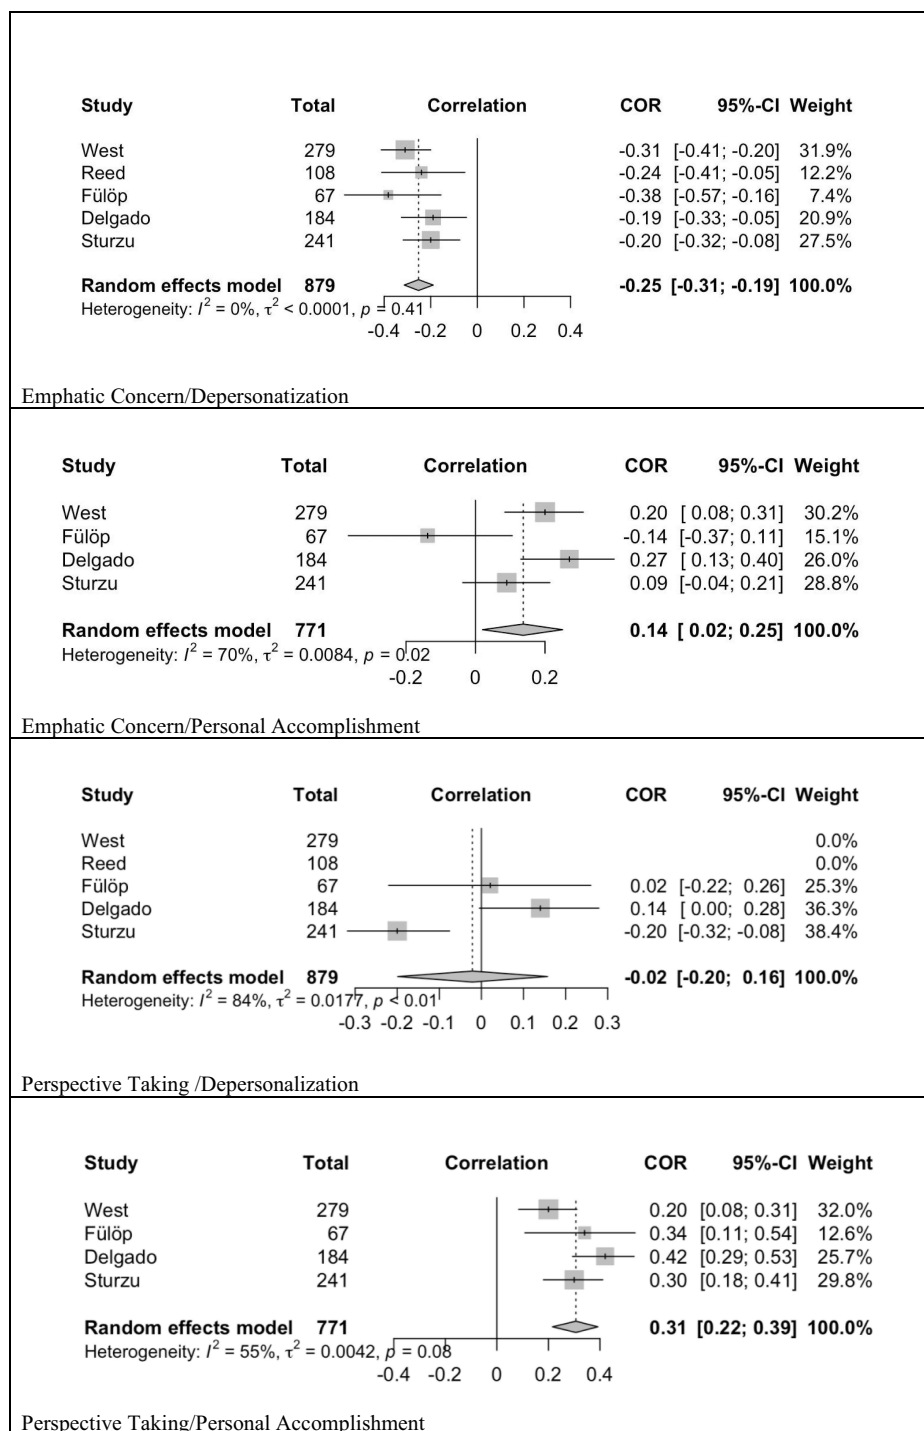 Study Total Correlation COR 95%-CI Weight
West 279 -0.31 [-0.41; -0.20] 31.9%
Reed 108 -0.24 [-0.41; -0.05] 12.2%
Fülöp 67 -0.38 [-0.57; -0.16] 7.4%
Delgado 184 -0.19 [-0.33; -0.05] 20.9%
Sturzu 241 -0.20 [-0.32; -0.08] 27.5%
Random effects model 879 -0.25 [-0.31; -0.19] 100.0%
Heterogeneity: I² = 0%, τ² < 0.0001, p = 0.41
-0.4 -0.2 0 0.2 0.4
Emphatic Concern/Depersonatization
Study Total Correlation COR 95%-CI Weight
West 279 0.20 [ 0.08; 0.31] 30.2%
Fülöp 67 -0.14 [-0.37; 0.11] 15.1%
Delgado 184 0.27 [ 0.13; 0.40] 26.0%
Sturzu 241 0.09 [-0.04; 0.21] 28.8%
Random effects model 771 0.14 [ 0.02; 0.25] 100.0%
Heterogeneity: I² = 70%, τ² = 0.0084, p = 0.02
-0.2 0 0.2
Emphatic Concern/Personal Accomplishment
Study Total Correlation COR 95%-CI Weight
West 279 0.0%
Reed 108 0.0%
Fülöp 67 0.02 [-0.22; 0.26] 25.3%
Delgado 184 0.14 [ 0.00; 0.28] 36.3%
Sturzu 241 -0.20 [-0.32; -0.08] 38.4%
Random effects model 879 -0.02 [-0.20; 0.16] 100.0%
Heterogeneity: I² = 84%, τ² = 0.0177, p < 0.01
-0.3 -0.2 -0.1 0 0.1 0.2 0.3
Perspective Taking /Depersonalization
Study Total Correlation COR 95%-CI Weight
West 279 0.20 [0.08; 0.31] 32.0%
Fülöp 67 0.34 [0.11; 0.54] 12.6%
Delgado 184 0.42 [0.29; 0.53] 25.7%
Sturzu 241 0.30 [0.18; 0.41] 29.8%
Random effects model 771 0.31 [0.22; 0.39] 100.0%
Heterogeneity: I² = 55%, τ² = 0.0042, p = 0.08
-0.4 -0.2 0 0.2 0.4
Perspective Taking/Personal Accomplishment